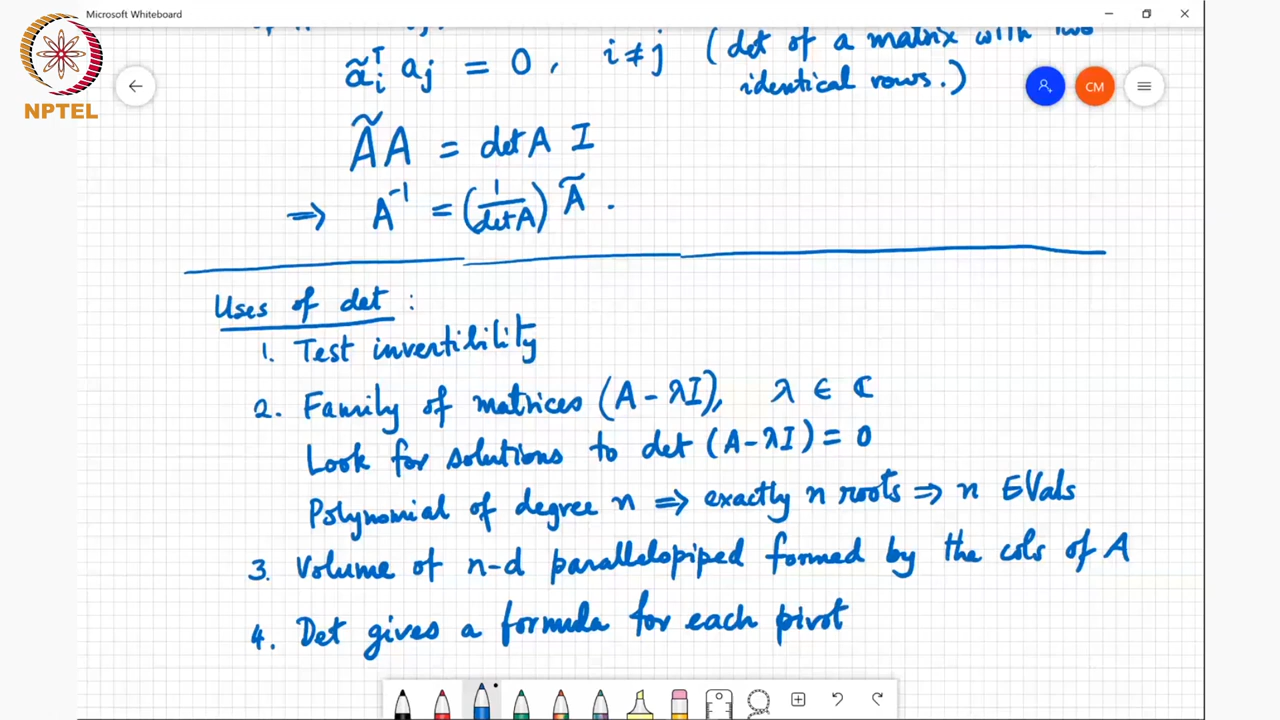 Microsoft Whiteboard
NPTEL
CM
ãᵢᵀ aⱼ = 0, i ≠ j (det of a matrix with two
identical rows.)
ÃA = det A I
⇒ A⁻¹ = (1/det A) Ã .
Uses of det :
1. Test invertibility
2. Family of matrices (A - λI), λ ∈ ℂ
Look for solutions to det (A-λI) = 0
Polynomial of degree n ⇒ exactly n roots ⇒ n EVals
3. Volume of n-d parallelopiped formed by the cols of A
4. Det gives a formula for each pivot